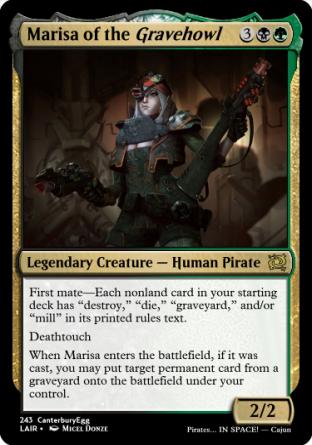 Marisa of the Gravehowl 3
Legendary Creature — Human Pirate
First mate—Each nonland card in your starting
deck has “destroy,” “die,” “graveyard,” and/or
“mill” in its printed rules text.
Deathtouch
When Marisa enters the battlefield, if it was
cast, you may put target permanent card from a
graveyard onto the battlefield under your
control.
2/2
243 CanterburyEgg
LAIR • Micel Donze Pirates... IN SPACE! — Cajun